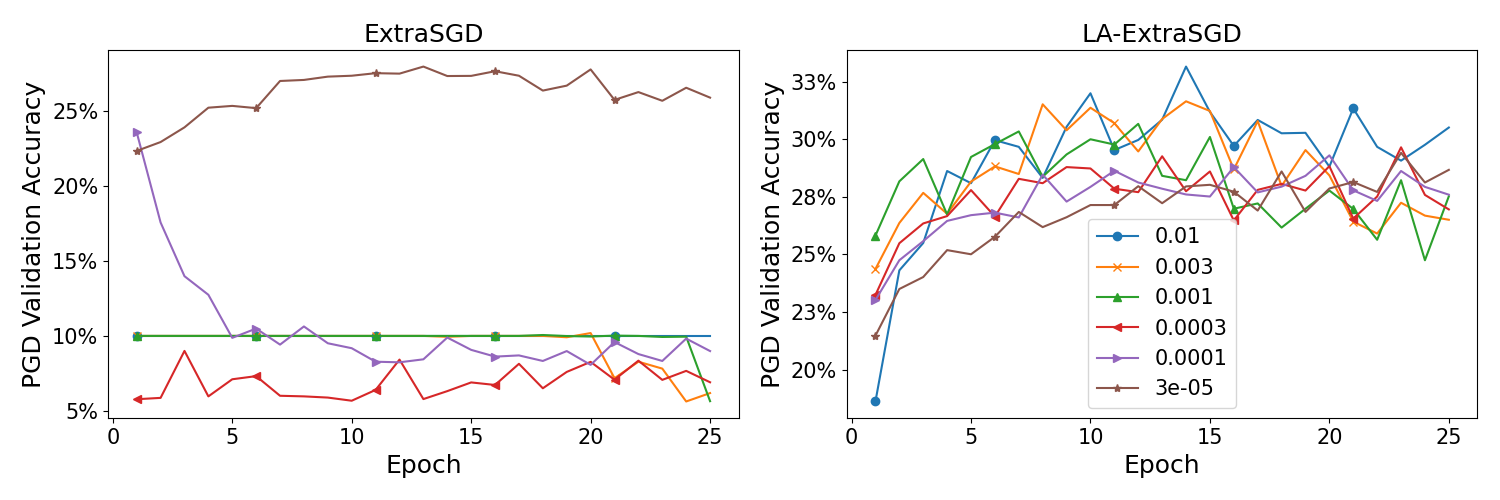 ExtraSGD
PGD Validation Accuracy
25%
20%
15%
10%
5%
0 5 10 15 20 25
Epoch
LA-ExtraSGD
PGD Validation Accuracy
33%
30%
28%
25%
23%
20%
0.01
0.003
0.001
0.0003
0.0001
3e-05
0 5 10 15 20 25
Epoch